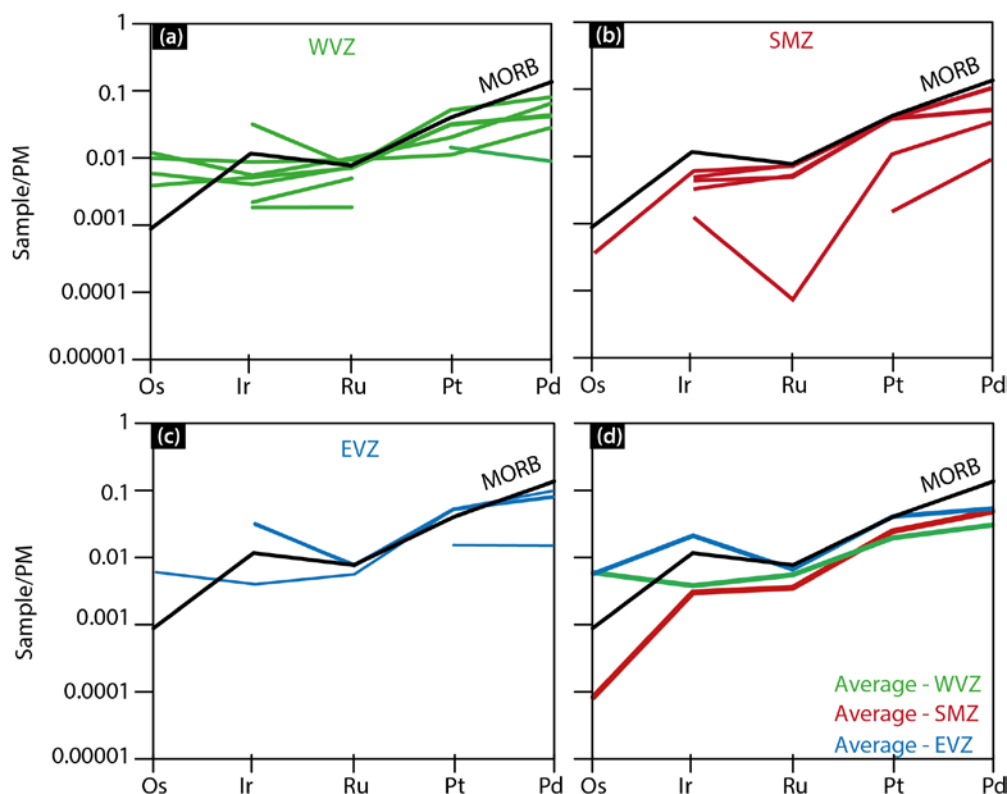 (a)
WVZ
MORB
1
0.1
0.01
0.001
0.0001
0.00001
Sample/PM
Os Ir Ru Pt Pd
(b)
SMZ
MORB
Os Ir Ru Pt Pd
(c)
EVZ
MORB
1
0.1
0.01
0.001
0.0001
0.00001
Sample/PM
Os Ir Ru Pt Pd
(d)
MORB
Average - WVZ
Average - SMZ
Average - EVZ
Os Ir Ru Pt Pd